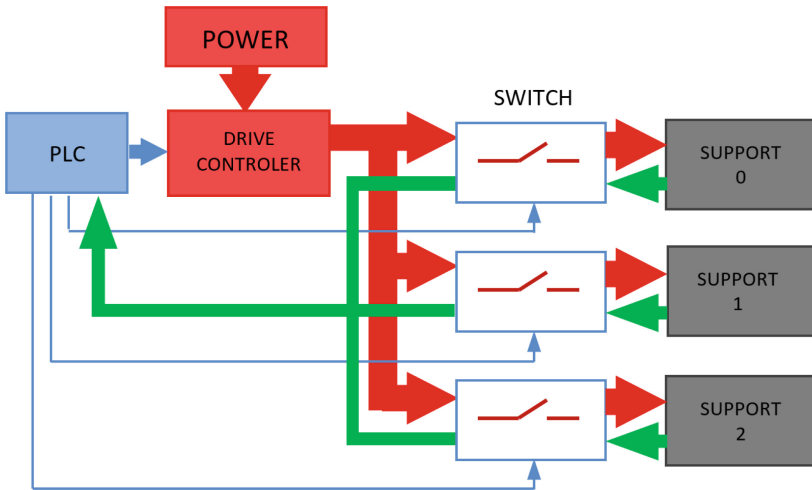 POWER
SWITCH
PLC
DRIVE
CONTROLER
SUPPORT
0
SUPPORT
1
SUPPORT
2